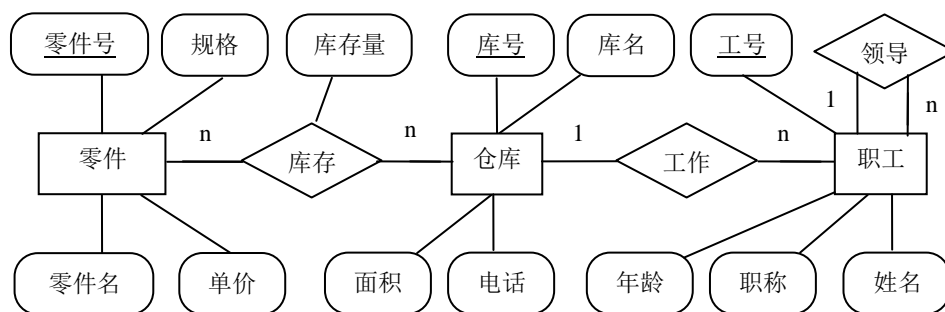 零件号
规格
库存量
库号
库名
工号
领导
1
n
n
n
1
n
零件
库存
仓库
工作
职工
零件名
单价
面积
电话
年龄
职称
姓名